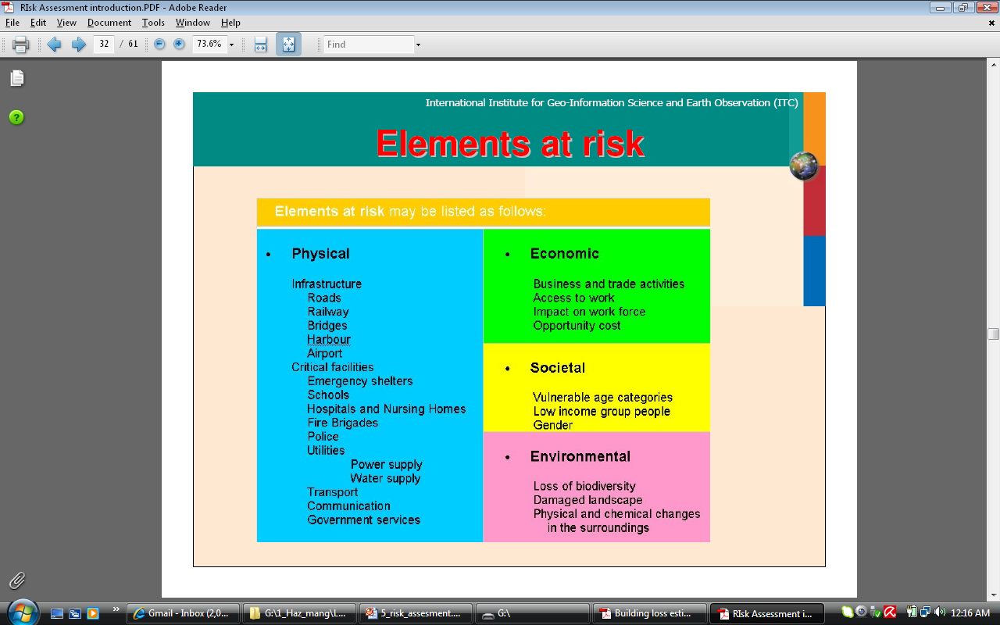 RIsk Assessment introduction.PDF - Adobe Reader
File Edit View Document Tools Window Help
32 / 61 73.6% Find
International Institute for Geo-Information Science and Earth Observation (ITC)
Elements at risk
Elements at risk may be listed as follows:
• Physical
Infrastructure
Roads
Railway
Bridges
Harbour
Airport
Critical facilities
Emergency shelters
Schools
Hospitals and Nursing Homes
Fire Brigades
Police
Utilities
Power supply
Water supply
Transport
Communication
Government services
• Economic
Business and trade activities
Access to work
Impact on work force
Opportunity cost
• Societal
Vulnerable age categories
Low income group people
Gender
• Environmental
Loss of biodiversity
Damaged landscape
Physical and chemical changes
in the surroundings
Gmail - Inbox (2,0... G:\1_Haz_mang\L... 5_risk_assesment.... G:\ Building loss esti... RIsk Assessment i... 12:16 AM